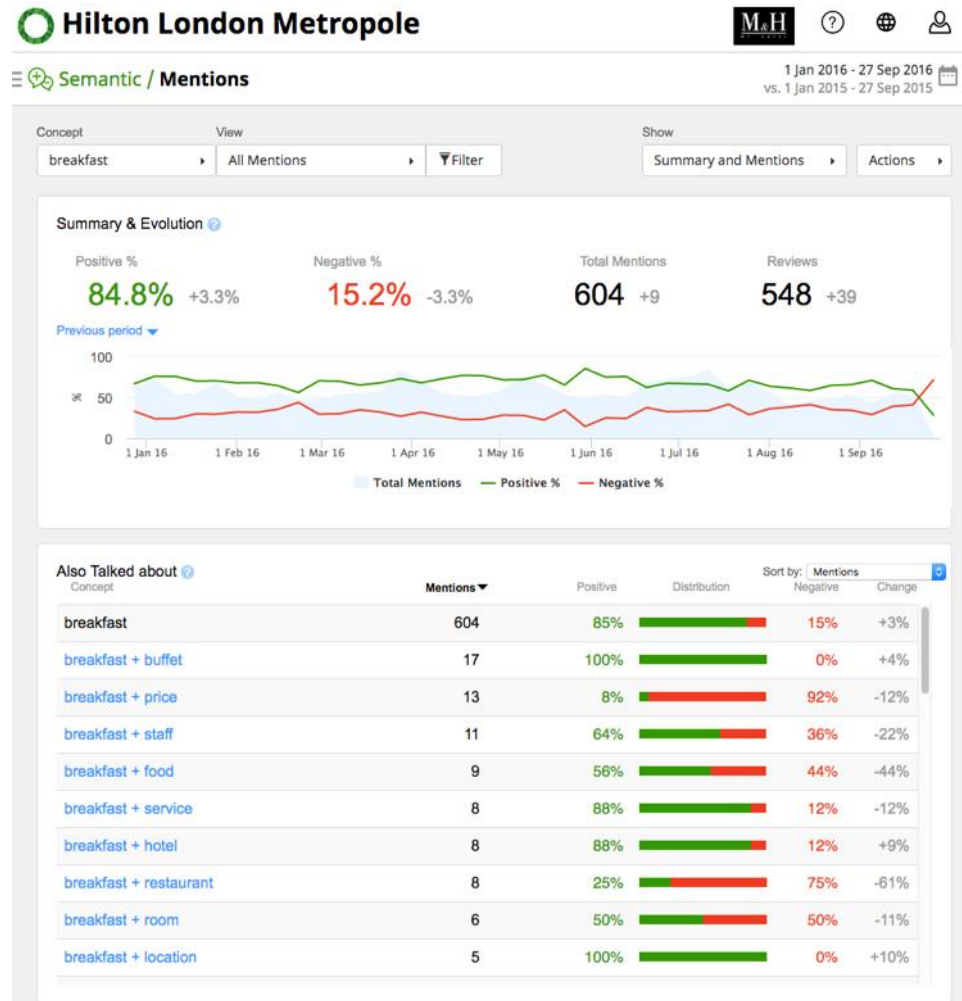 Hilton London Metropole
M&H
Semantic / Mentions
1 Jan 2016 - 27 Sep 2016
vs. 1 Jan 2015 - 27 Sep 2015
Concept View Show
breakfast All Mentions Filter Summary and Mentions Actions
Summary & Evolution ?
Positive % Negative % Total Mentions Reviews
84.8% +3.3% 15.2% -3.3% 604 +9 548 +39
Previous period
100
% 50
0
1 Jan 16 1 Feb 16 1 Mar 16 1 Apr 16 1 May 16 1 Jun 16 1 Jul 16 1 Aug 16 1 Sep 16
Total Mentions Positive % Negative %
Also Talked about ? Sort by: Mentions
Concept Mentions Positive Distribution Negative Change
breakfast 604 85% 15% +3%
breakfast + buffet 17 100% 0% +4%
breakfast + price 13 8% 92% -12%
breakfast + staff 11 64% 36% -22%
breakfast + food 9 56% 44% -44%
breakfast + service 8 88% 12% -12%
breakfast + hotel 8 88% 12% +9%
breakfast + restaurant 8 25% 75% -61%
breakfast + room 6 50% 50% -11%
breakfast + location 5 100% 0% +10%